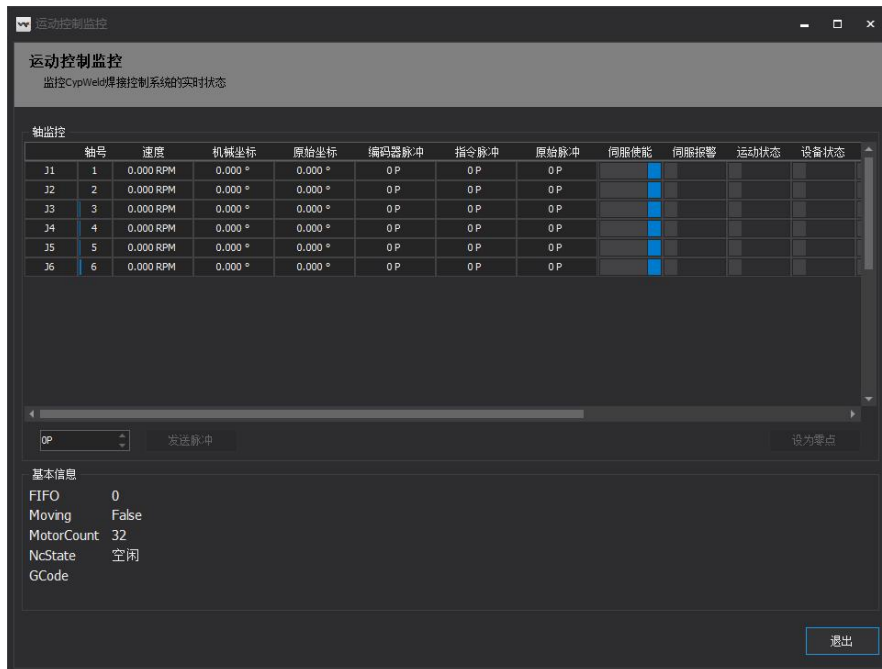 运动控制监控
运动控制监控
监控CypWeld焊接控制系统的实时状态
轴监控
轴号 速度 机械坐标 原始坐标 编码器脉冲 指令脉冲 原始脉冲 伺服使能 伺服报警 运动状态 设备状态
J1 1 0.000 RPM 0.000 ° 0.000 ° 0 P 0 P 0 P
J2 2 0.000 RPM 0.000 ° 0.000 ° 0 P 0 P 0 P
J3 3 0.000 RPM 0.000 ° 0.000 ° 0 P 0 P 0 P
J4 4 0.000 RPM 0.000 ° 0.000 ° 0 P 0 P 0 P
J5 5 0.000 RPM 0.000 ° 0.000 ° 0 P 0 P 0 P
J6 6 0.000 RPM 0.000 ° 0.000 ° 0 P 0 P 0 P
0P 发送脉冲 设为零点
基本信息
FIFO 0
Moving False
MotorCount 32
NcState 空闲
GCode
退出